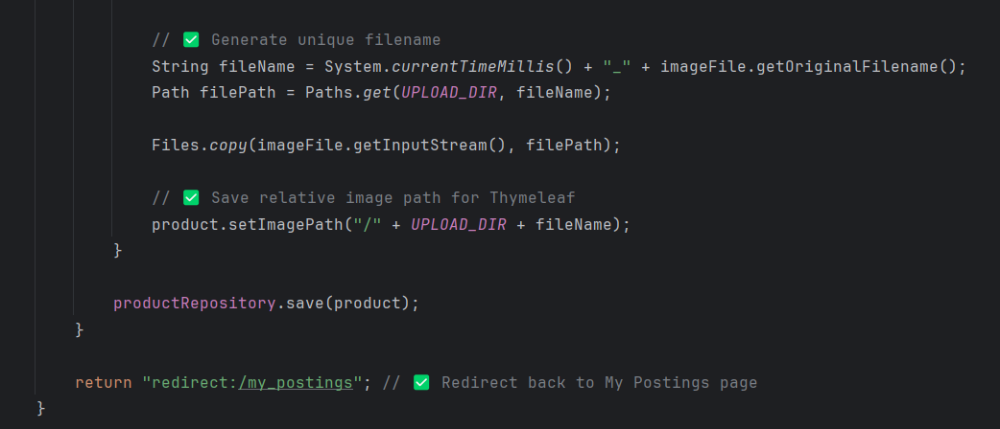 // ✅ Generate unique filename
String fileName = System.currentTimeMillis() + "_" + imageFile.getOriginalFilename();
Path filePath = Paths.get(UPLOAD_DIR, fileName);
Files.copy(imageFile.getInputStream(), filePath);
// ✅ Save relative image path for Thymeleaf
product.setImagePath("/" + UPLOAD_DIR + fileName);
}
productRepository.save(product);
}
return "redirect:/my_postings"; // ✅ Redirect back to My Postings page
}